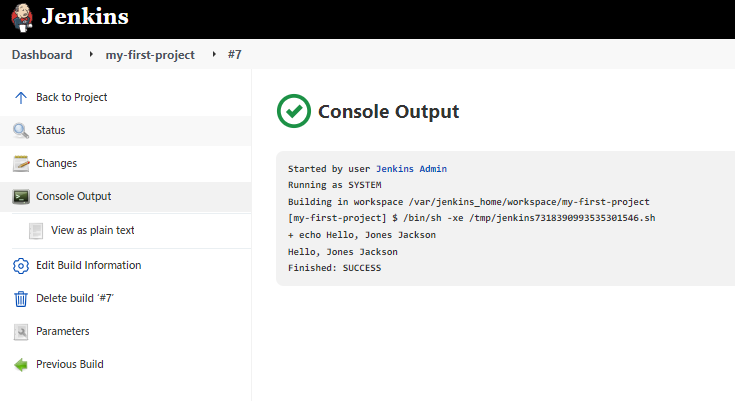 Jenkins
Dashboard
my-first-project
#7
Back to Project
Status
Changes
Console Output
View as plain text
Edit Build Information
Delete build '#7'
Parameters
Previous Build
Console Output
Started by user Jenkins Admin
Running as SYSTEM
Building in workspace /var/jenkins_home/workspace/my-first-project
[my-first-project] $ /bin/sh -xe /tmp/jenkins7318390993535301546.sh
+ echo Hello, Jones Jackson
Hello, Jones Jackson
Finished: SUCCESS